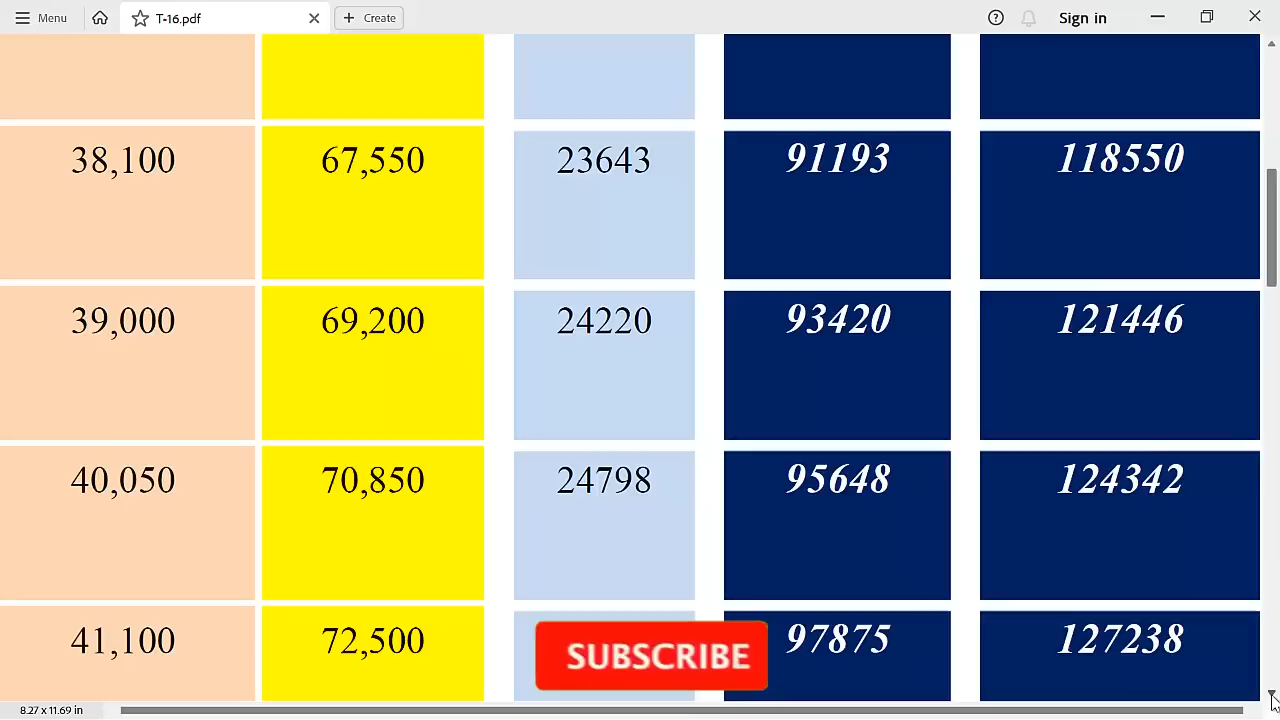 Menu T-16.pdf Create Sign in
38,100 67,550 23643 91193 118550
39,000 69,200 24220 93420 121446
40,050 70,850 24798 95648 124342
41,100 72,500 97875 127238
SUBSCRIBE
8.27 x 11.69 in